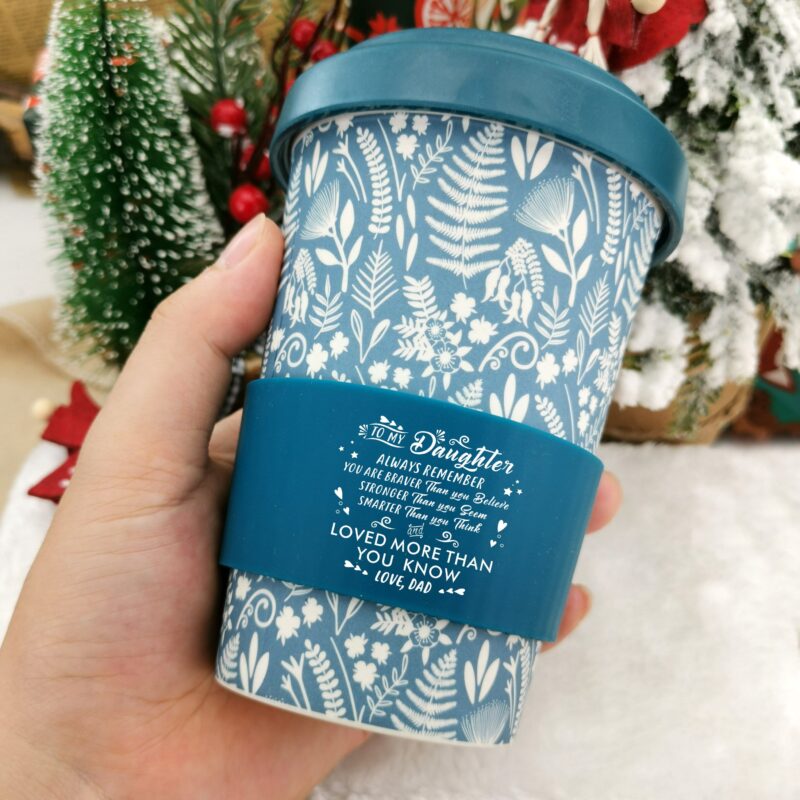 TO MY Daughter
ALWAYS REMEMBER
YOU ARE BRAVER Than you Believe
STRONGER Than you Seem
SMARTER Than you Think
and
LOVED MORE THAN
YOU KNOW
LOVE, DAD